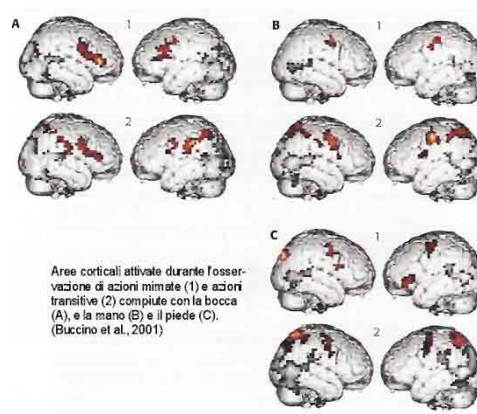 A 1 B 1
2 2
C 1
2
Aree corticali attivate durante l'osser-
vazione di azioni mimate (1) e azioni
transitive (2) compiute con la bocca
(A), e la mano (B) e il piede (C).
(Buccino et al., 2001)